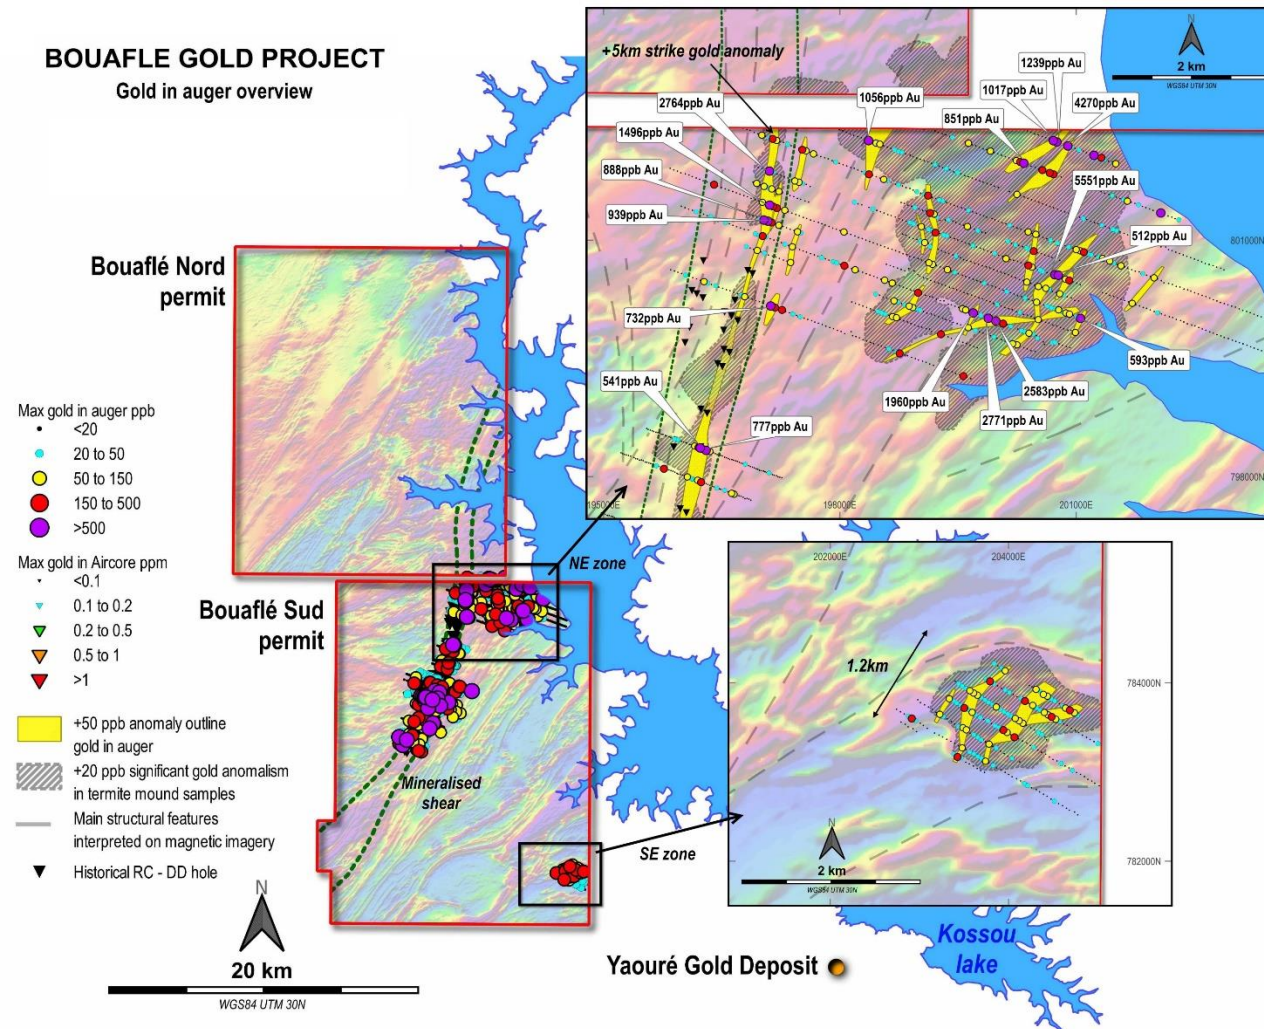 BOUAFLE GOLD PROJECT
Gold in auger overview
Bouaflé Nord
permit
Bouaflé Sud
permit
Max gold in auger ppb
<20
20 to 50
50 to 150
150 to 500
>500
Max gold in Aircore ppm
<0.1
0.1 to 0.2
0.2 to 0.5
0.5 to 1
>1
+50 ppb anomaly outline
gold in auger
+20 ppb significant gold anomalism
in termite mound samples
Main structural features
interpreted on magnetic imagery
Historical RC - DD hole
N
20 km
WGS84 UTM 30N
Mineralised
shear
NE zone
SE zone
Yaouré Gold Deposit
Kossou
lake
+5km strike gold anomaly
N
2 km
WGS84 UTM 30N
2764ppb Au
1496ppb Au
888ppb Au
939ppb Au
732ppb Au
541ppb Au
777ppb Au
1056ppb Au
851ppb Au
1017ppb Au
1239ppb Au
4270ppb Au
5551ppb Au
512ppb Au
593ppb Au
1960ppb Au
2771ppb Au
2583ppb Au
801000N
798000N
195000E
198000E
201000E
202000E
204000E
1.2km
784000N
782000N
N
2 km
WGS84 UTM 30N